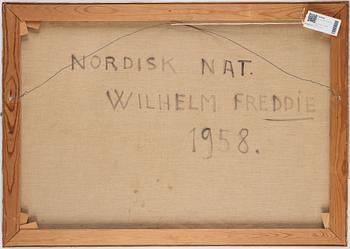 NORDISK NAT.
WILHELM FREDDIE
1958.